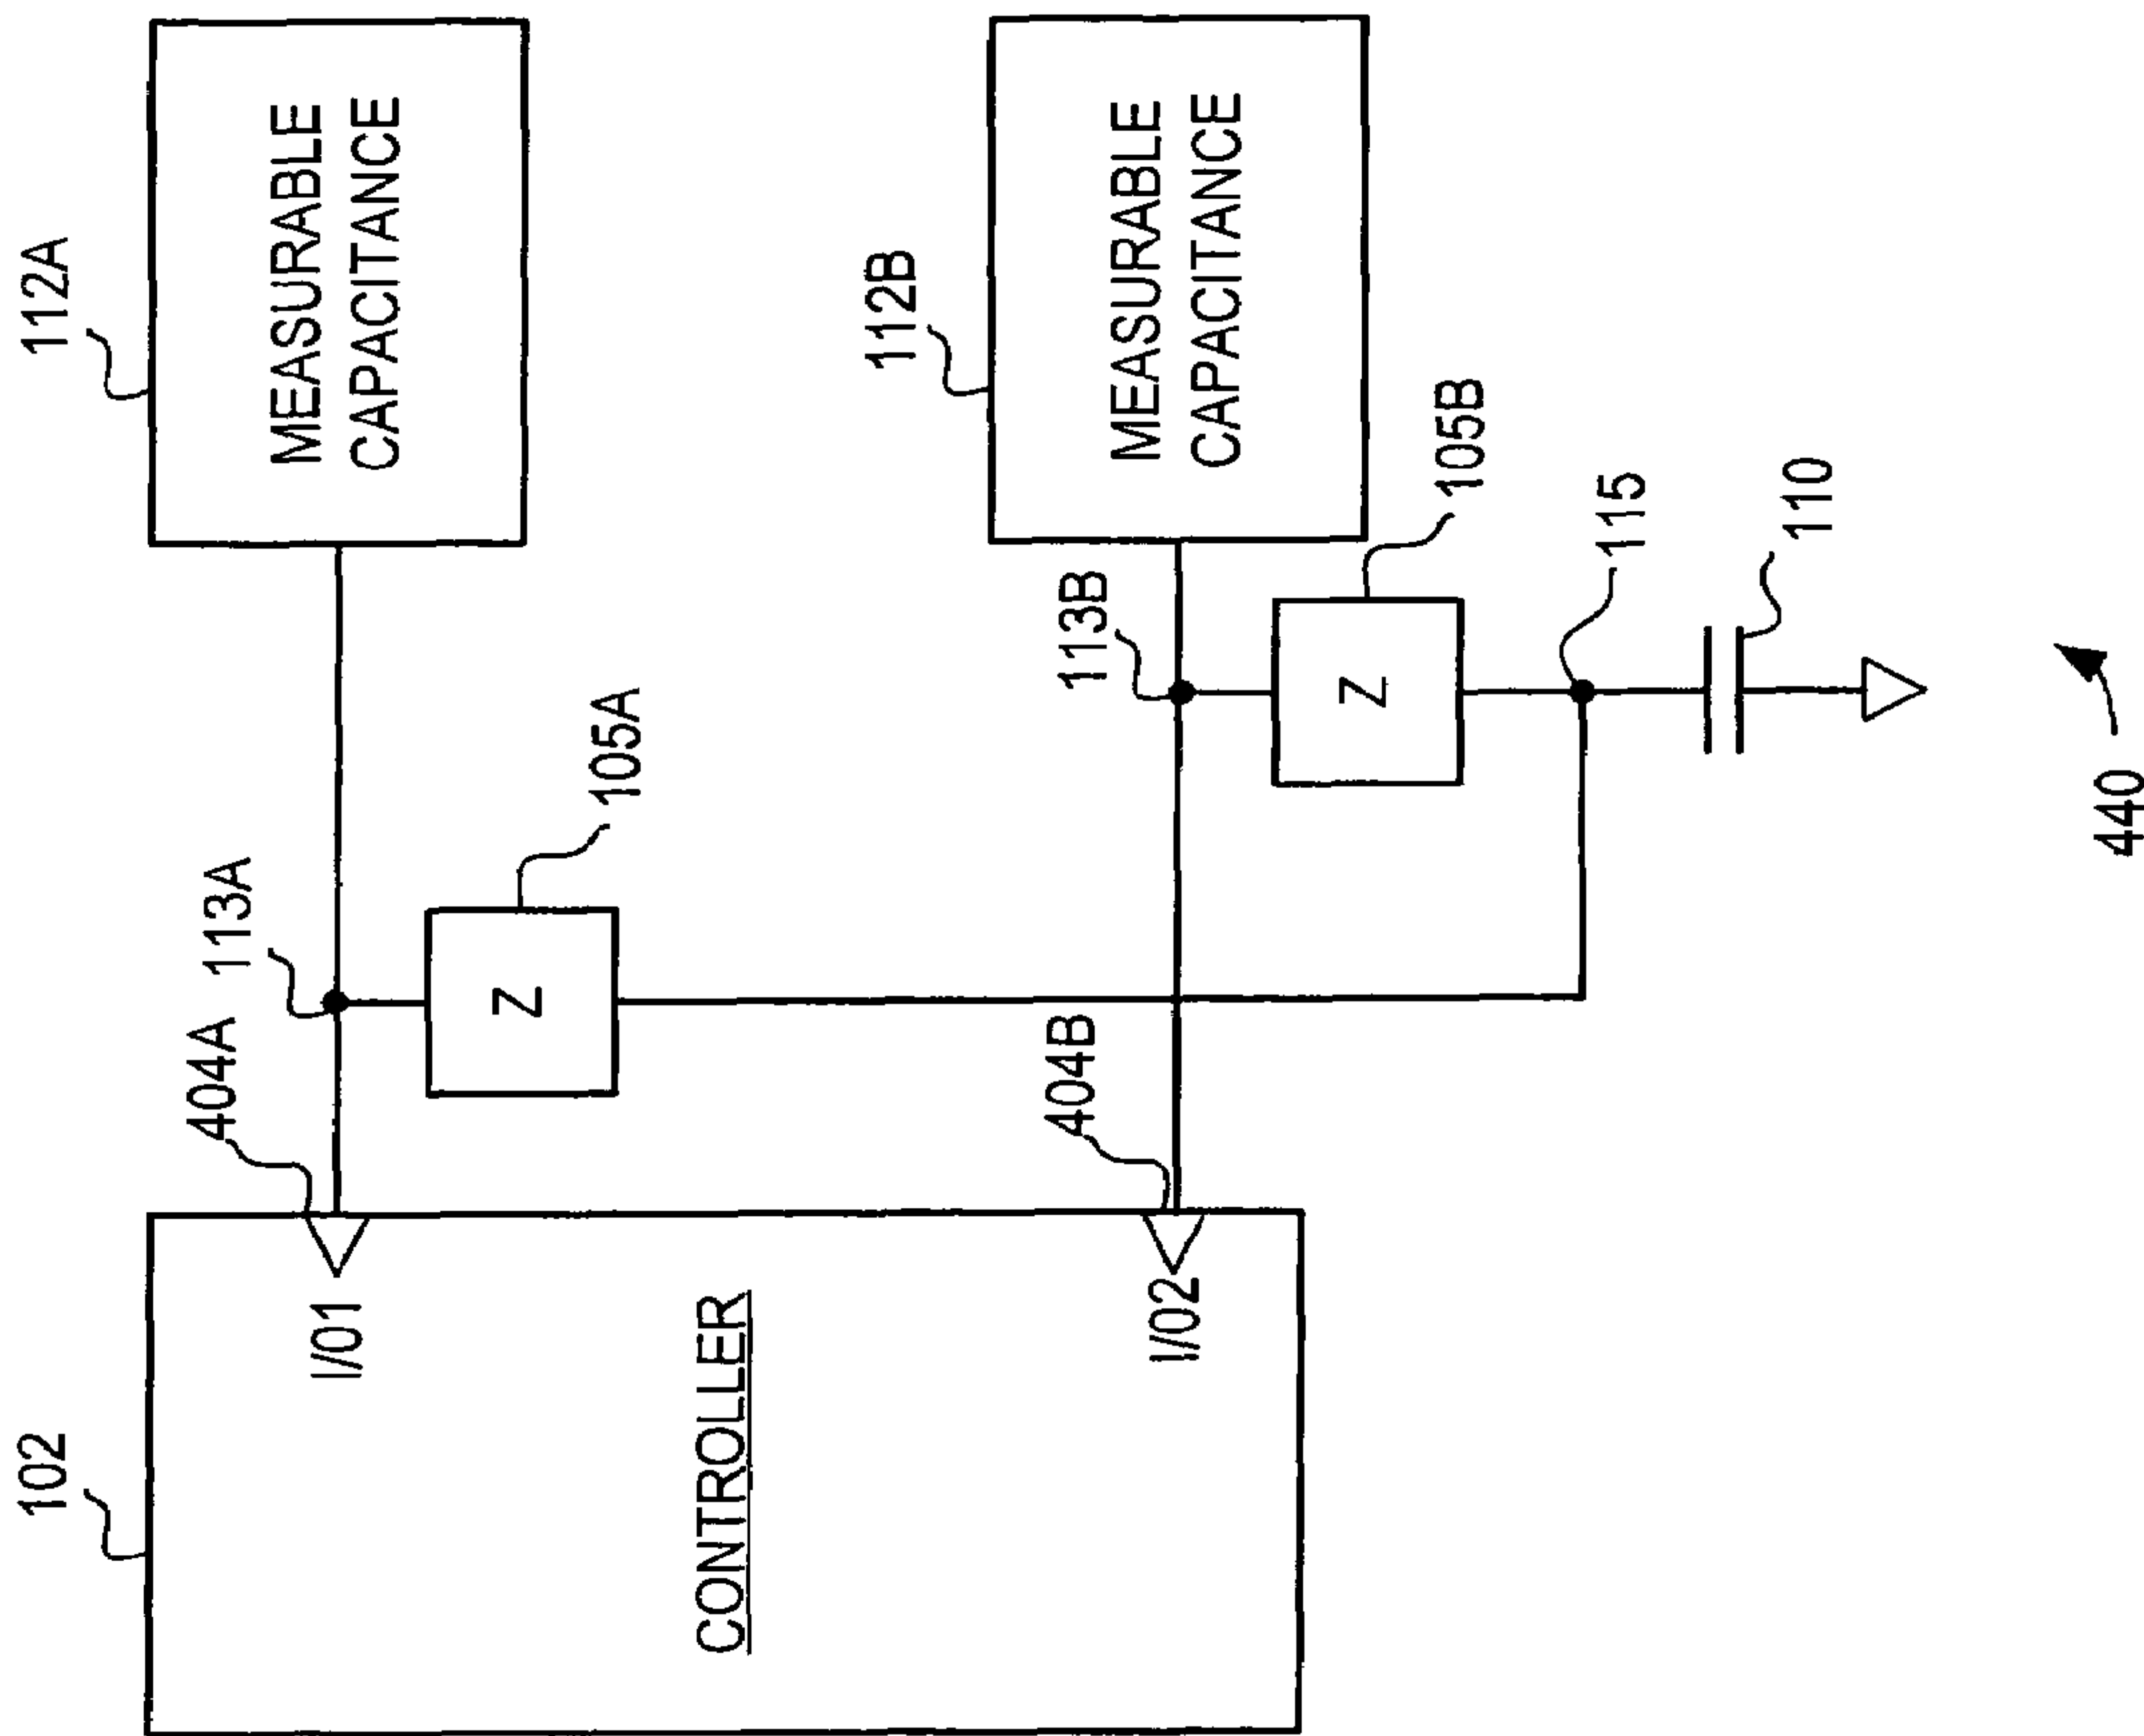 102
CONTROLLER
I/01
I/02
404A
404B
113A
105A
113B
Z
Z
105B
115
110
112A
MEASURABLE
CAPACITANCE
112B
MEASURABLE
CAPACITANCE
440